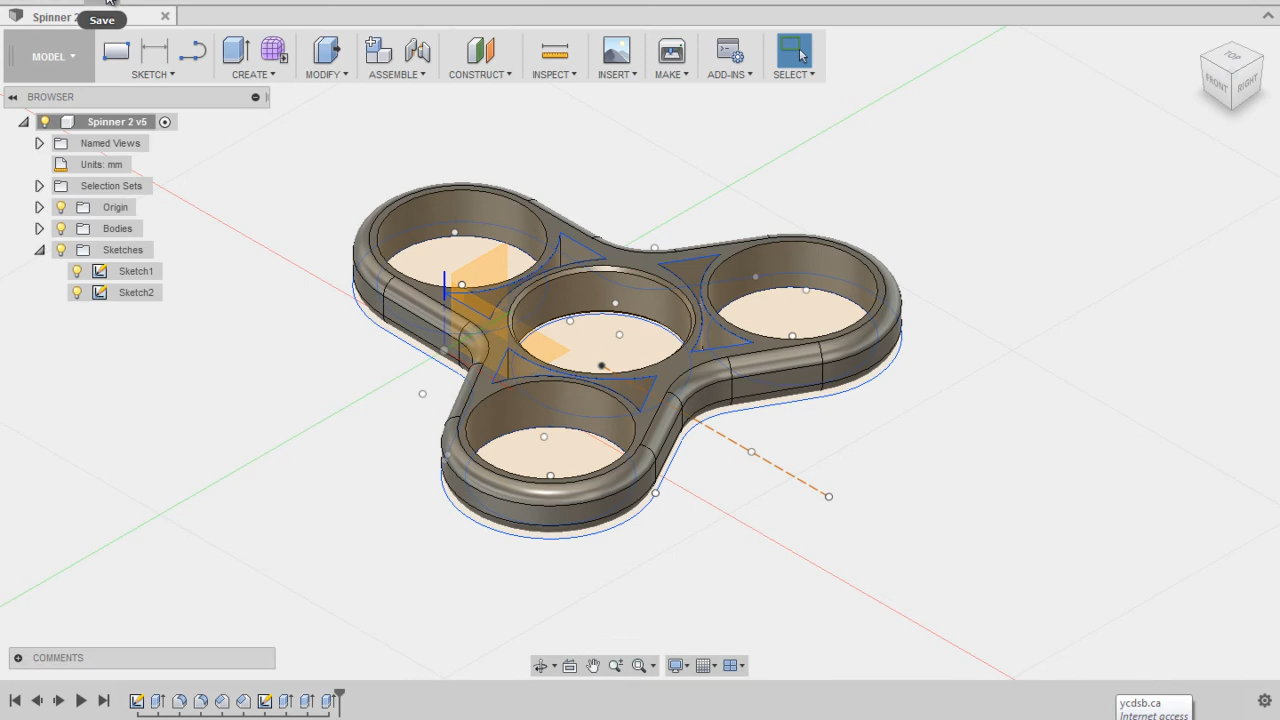 Spinner 2
Save
MODEL
SKETCH
CREATE
MODIFY
ASSEMBLE
CONSTRUCT
INSPECT
INSERT
MAKE
ADD-INS
SELECT
TOP
FRONT
RIGHT
BROWSER
Spinner 2 v5
Named Views
Units: mm
Selection Sets
Origin
Bodies
Sketches
Sketch1
Sketch2
COMMENTS
ycdsb.ca
Internet access